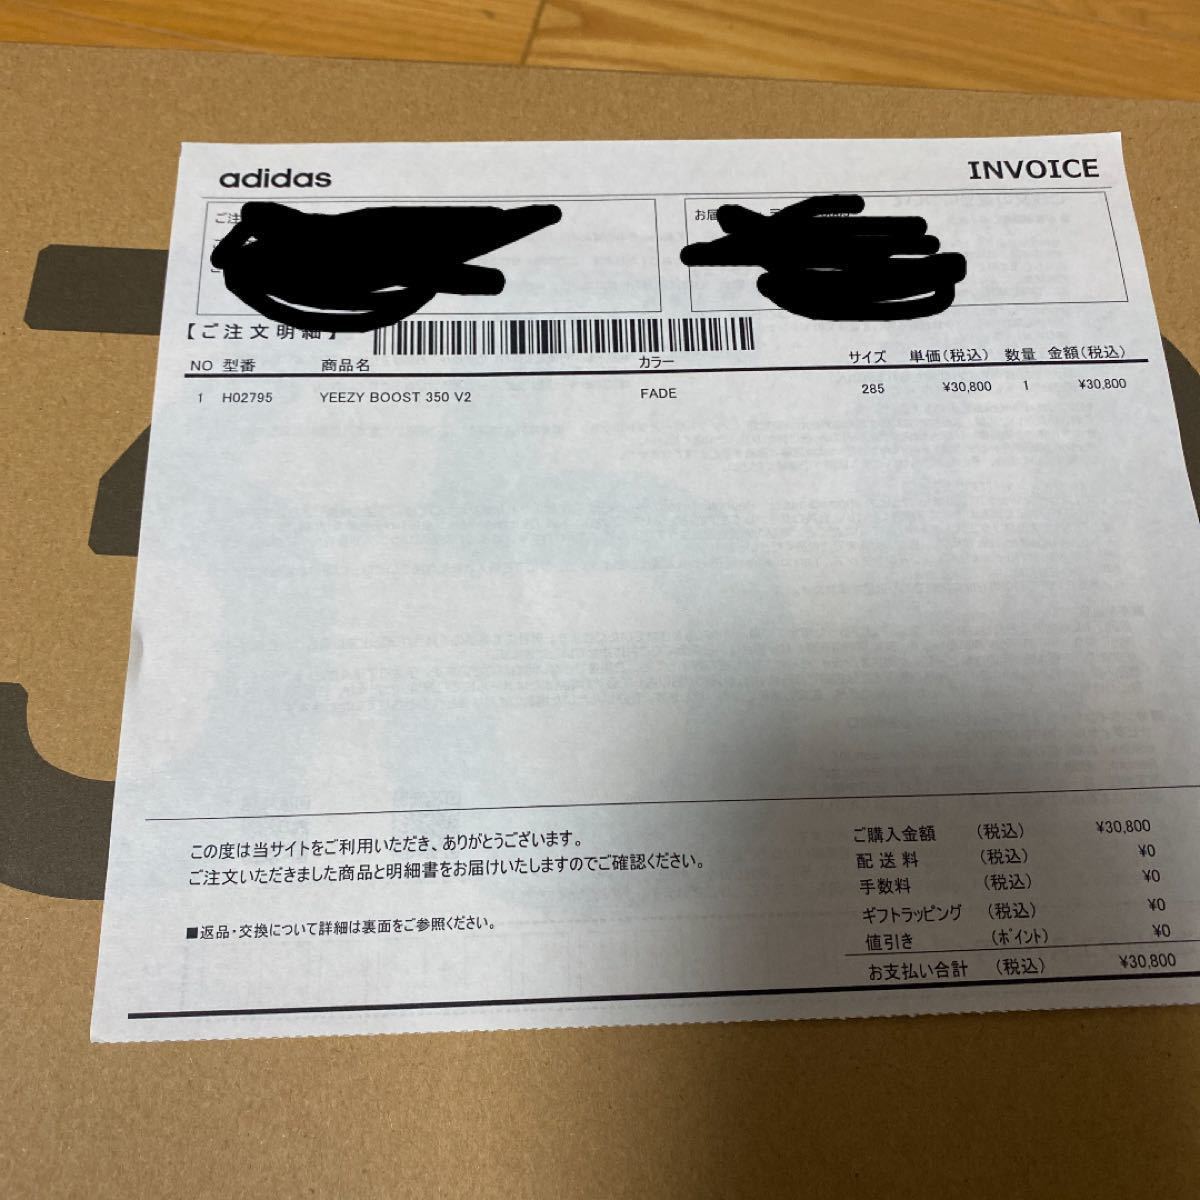 adidas
INVOICE
ご注
お届
【ご注文明細】
NO 型番 商品名 カラー サイズ 単価(税込) 数量 金額(税込)
1 H02795 YEEZY BOOST 350 V2 FADE 285 ¥30,800 1 ¥30,800
この度は当サイトをご利用いただき、ありがとうございます。
ご注文いただきました商品と明細書をお届けいたしますのでご確認ください。
■返品・交換について詳細は裏面をご参照ください。
ご購入金額 (税込) ¥30,800
配送料 (税込) ¥0
手数料 (税込) ¥0
ギフトラッピング (税込) ¥0
値引き (ポイント) ¥0
お支払い合計 (税込) ¥30,800